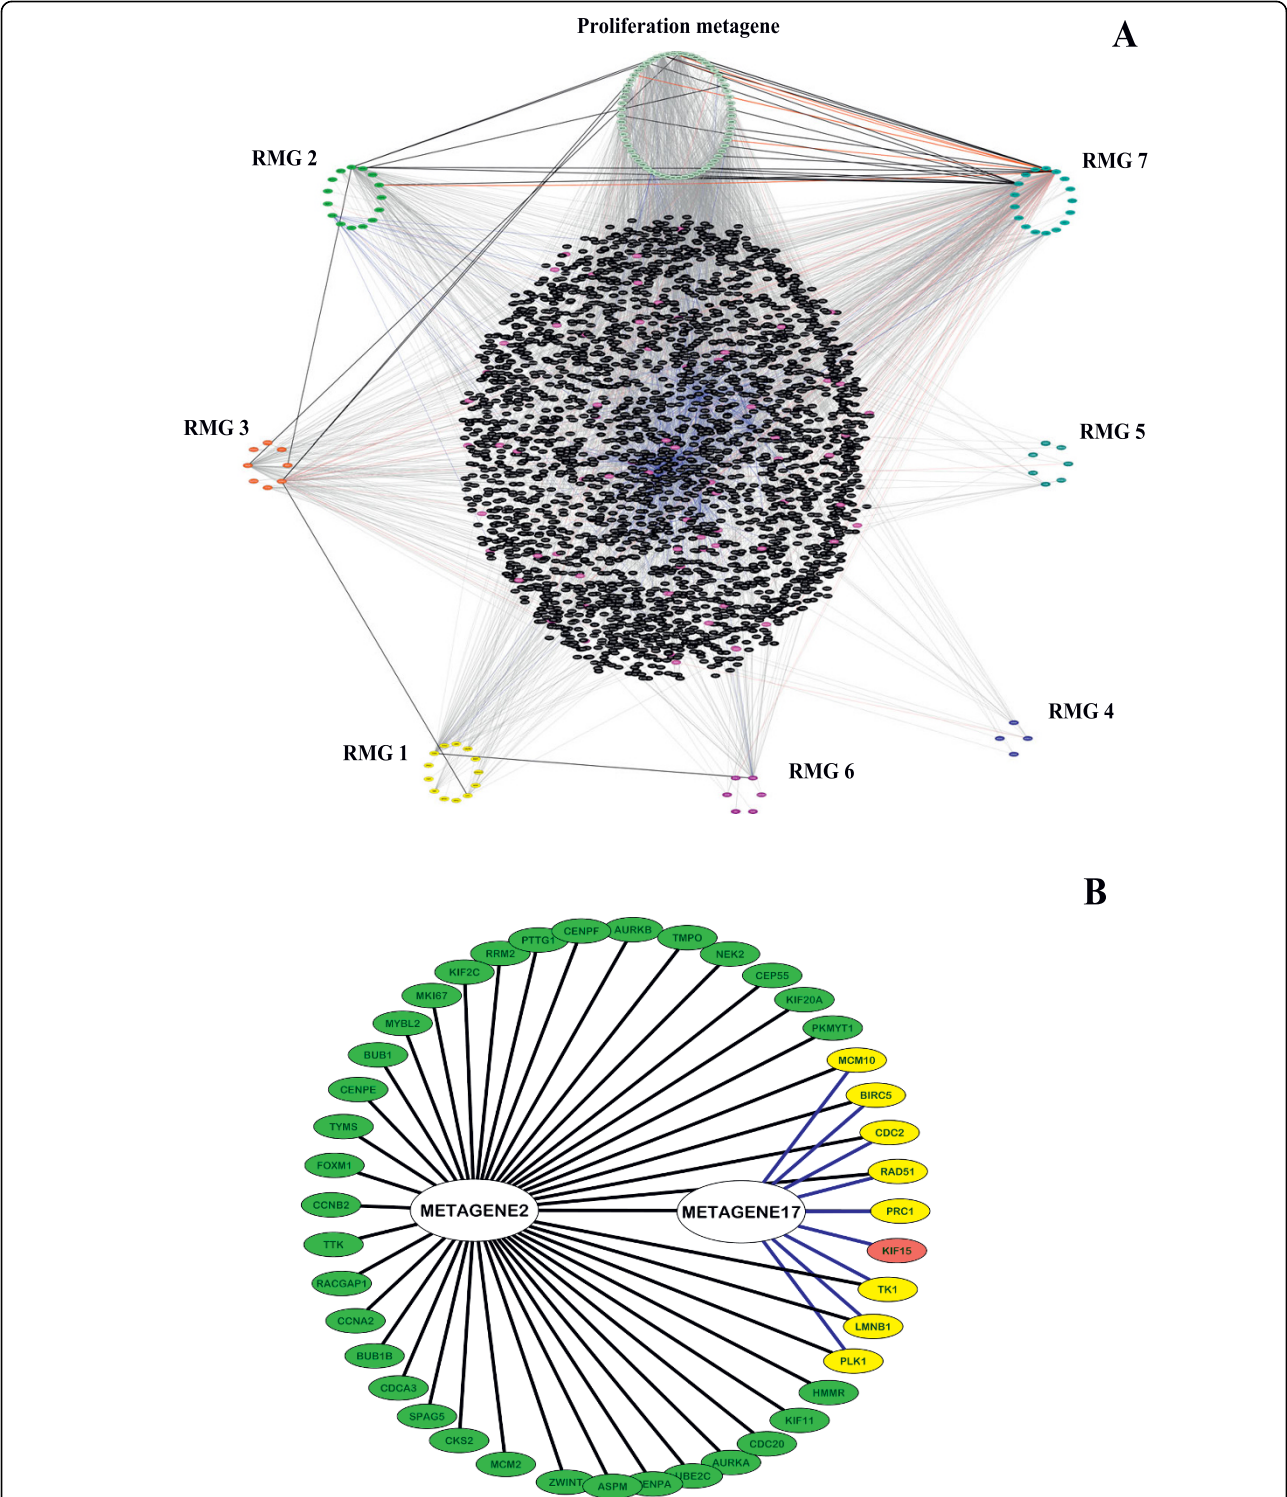 Proliferation metagene
A
RMG 2
RMG 7
RMG 3
RMG 5
RMG 4
RMG 1
RMG 6
B
CENPF
AURKB
PTTG1
TMPO
RRM2
NEK2
KIF2C
CEP55
MKI67
KIF20A
MYBL2
PKMYT1
BUB1
MCM10
CENPE
BIRC5
TYMS
CDC2
FOXM1
RAD51
CCNB2
METAGENE2
METAGENE17
PRC1
TTK
KIF15
RACGAP1
TK1
CCNA2
LMNB1
BUB1B
PLK1
CDCA3
HMMR
SPAG5
KIF11
CKS2
CDC20
MCM2
AURKA
UBE2C
ZWINT
ASPM
ENPA